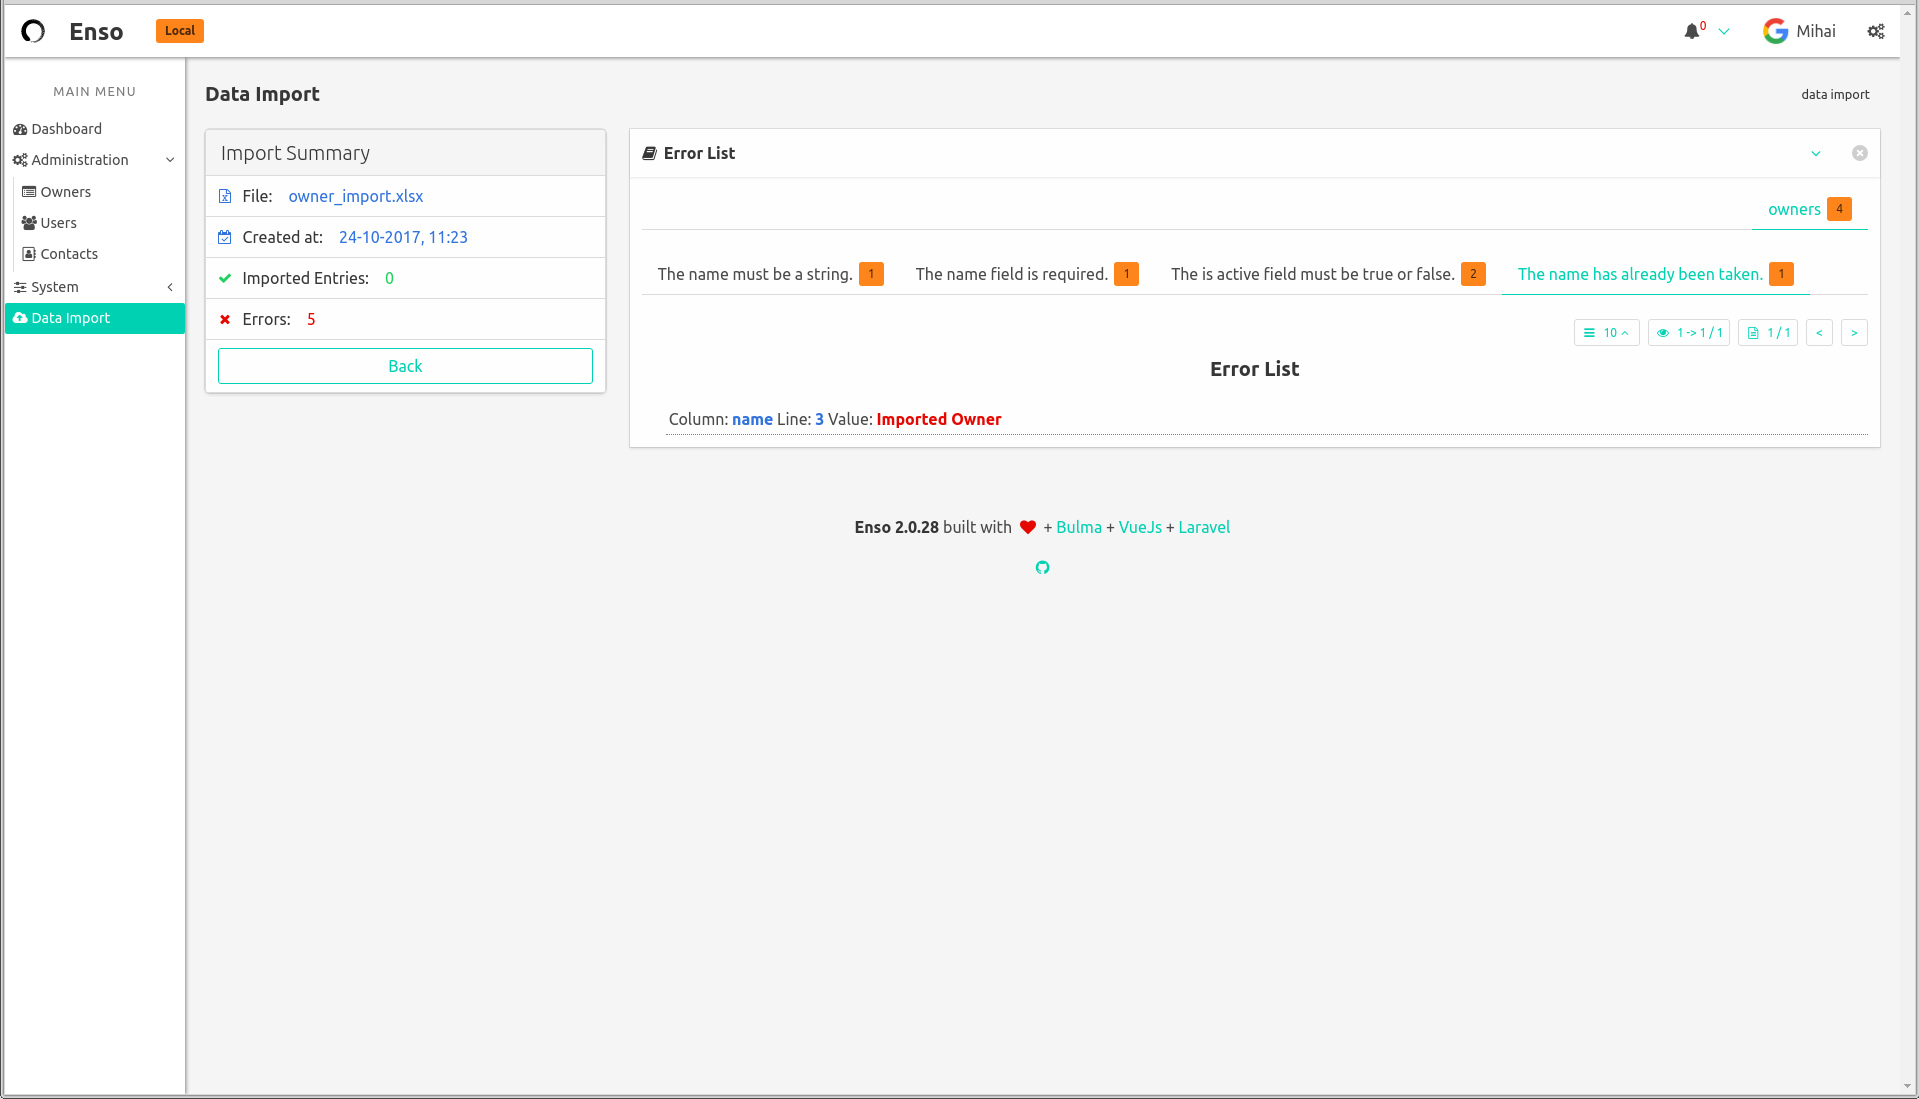 Enso Local 0 Mihai
MAIN MENU
Dashboard
Administration
Owners
Users
Contacts
System
Data Import
Data Import
data import
Import Summary
File: owner_import.xlsx
Created at: 24-10-2017, 11:23
Imported Entries: 0
Errors: 5
Back
Error List
owners 4
The name must be a string. 1 The name field is required. 1 The is active field must be true or false. 2 The name has already been taken. 1
10 1 -> 1 / 1 1 / 1 < >
Error List
Column: name Line: 3 Value: Imported Owner
Enso 2.0.28 built with + Bulma + VueJs + Laravel